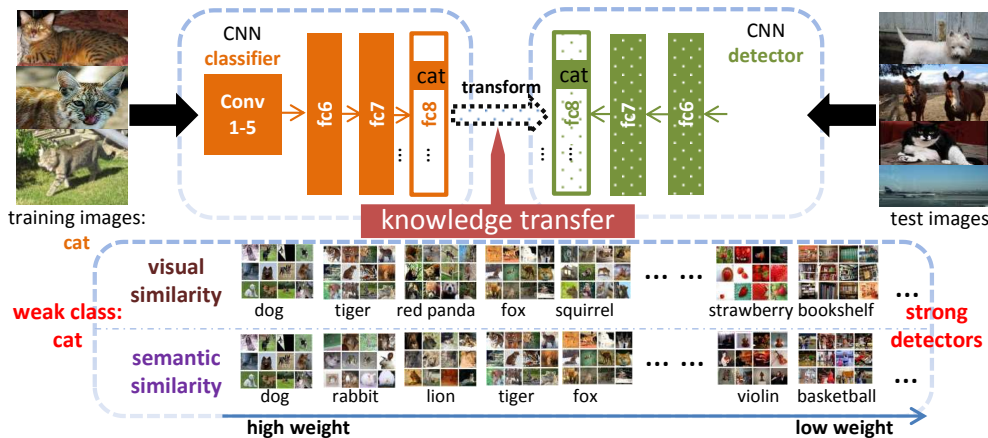 CNN
classifier
Conv
1-5
fc6
fc7
cat
fc8
...
...
transform
cat
fc8
...
...
fc7
fc6
CNN
detector
training images:
cat
knowledge transfer
test images
weak class:
cat
visual
similarity
dog
tiger
red panda
fox
squirrel
... ...
strawberry
bookshelf
...
strong
detectors
semantic
similarity
dog
rabbit
lion
tiger
fox
... ...
violin
basketball
...
high weight
low weight